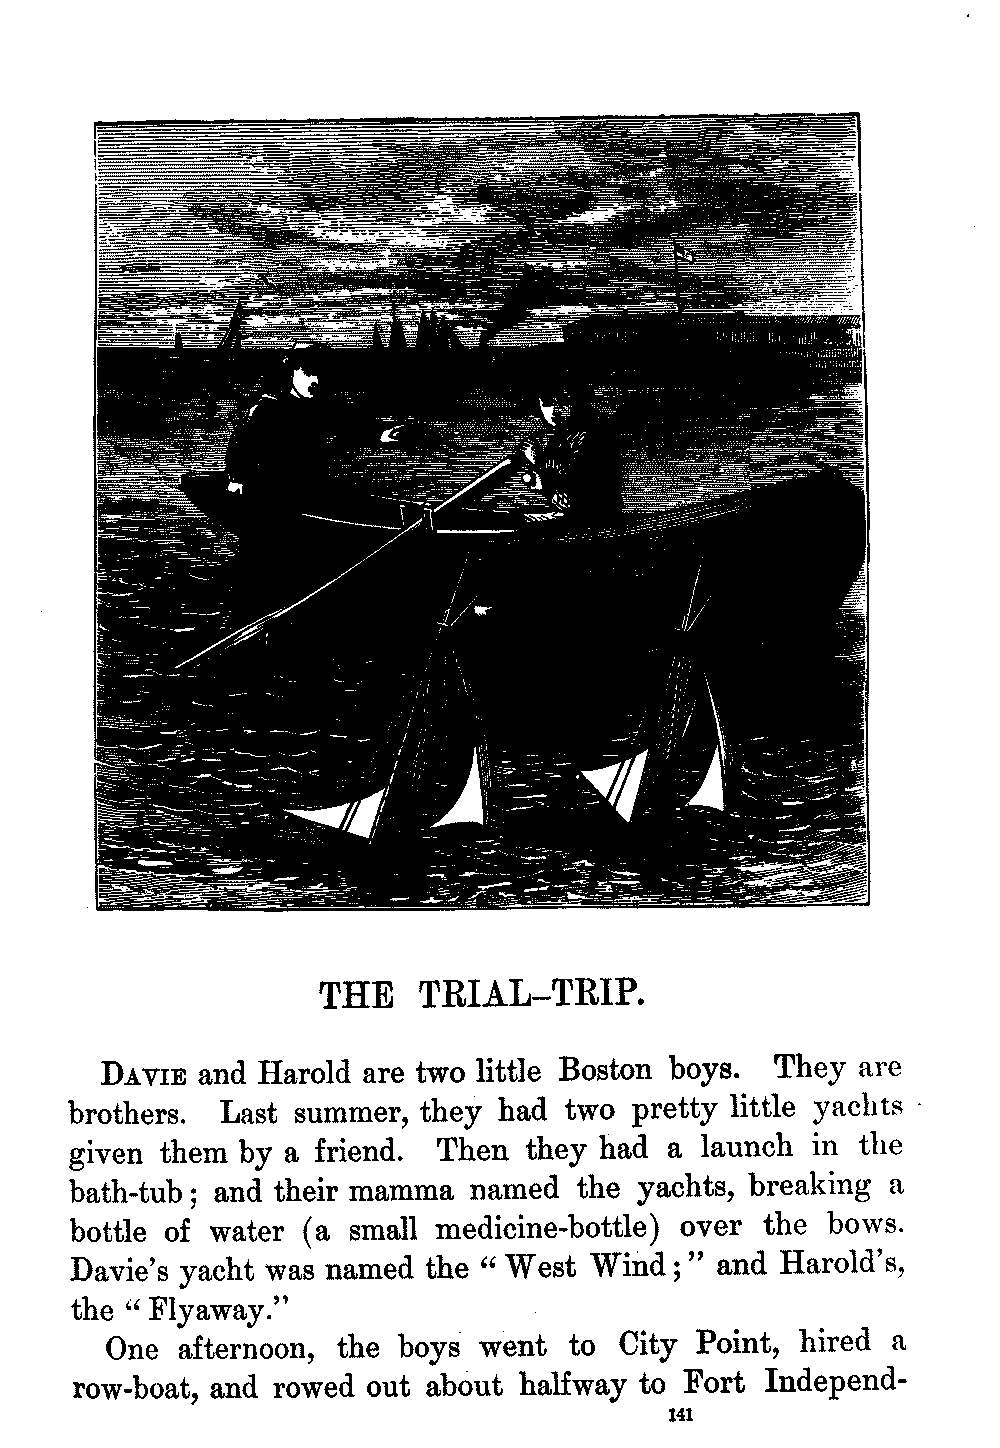 THE TRIAL–TRIP.
DAVIE and Harold are two little Boston boys. They are
brothers. Last summer, they had two pretty little yachts
given them by a friend. Then they had a launch in the
bath-tub; and their mamma named the yachts, breaking a
bottle of water (a small medicine-bottle) over the bows.
Davie's yacht was named the “West Wind;” and Harold's,
the “Flyaway.”
One afternoon, the boys went to City Point, hired a
row-boat, and rowed out about halfway to Fort Independ-
141